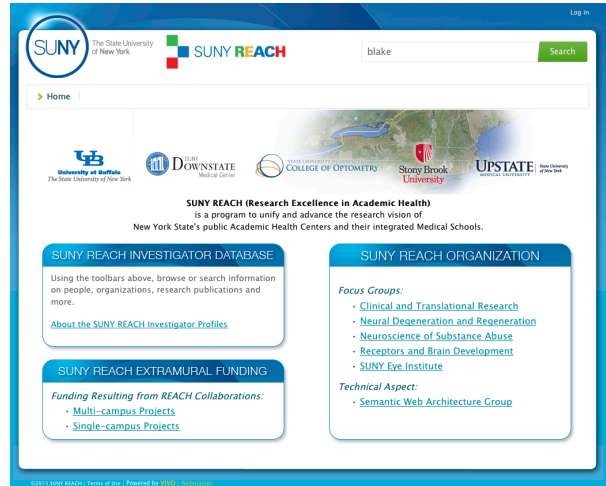 Log in
SUNY
The State University
of New York
SUNY REACH
blake
Search
Home
UB
University at Buffalo
The State University of New York
SUNY
DOWNSTATE
Medical Center
STATE UNIVERSITY OF NEW YORK
COLLEGE OF OPTOMETRY
Stony Brook
University
UPSTATE
MEDICAL UNIVERSITY
State University
of New York
SUNY REACH (Research Excellence in Academic Health)
is a program to unify and advance the research vision of
New York State's public Academic Health Centers and their integrated Medical Schools.
SUNY REACH INVESTIGATOR DATABASE
Using the toolbars above, browse or search information
on people, organizations, research publications and
more.
About the SUNY REACH Investigator Profiles
SUNY REACH EXTRAMURAL FUNDING
Funding Resulting from REACH Collaborations:
• Multi-campus Projects
• Single-campus Projects
SUNY REACH ORGANIZATION
Focus Groups:
• Clinical and Translational Research
• Neural Degeneration and Regeneration
• Neuroscience of Substance Abuse
• Receptors and Brain Development
• SUNY Eye Institute
Technical Aspect:
• Semantic Web Architecture Group
©2013 SUNY REACH | Terms of Use | Powered by VIVO | Webmaster